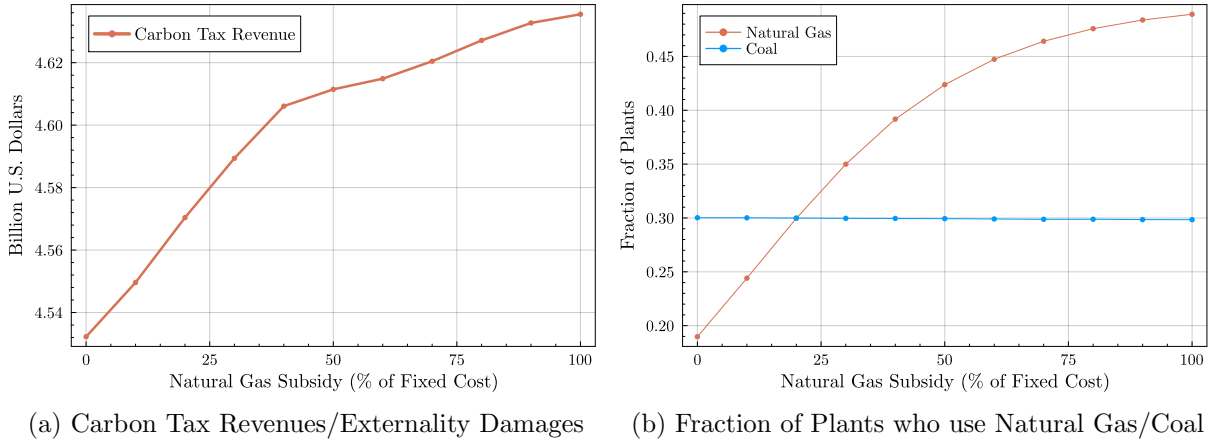 Carbon Tax Revenue
Billion U.S. Dollars
4.62
4.60
4.58
4.56
4.54
0 25 50 75 100
Natural Gas Subsidy (% of Fixed Cost)
(a) Carbon Tax Revenues/Externality Damages
Natural Gas
Coal
Fraction of Plants
0.45
0.40
0.35
0.30
0.25
0.20
0 25 50 75 100
Natural Gas Subsidy (% of Fixed Cost)
(b) Fraction of Plants who use Natural Gas/Coal